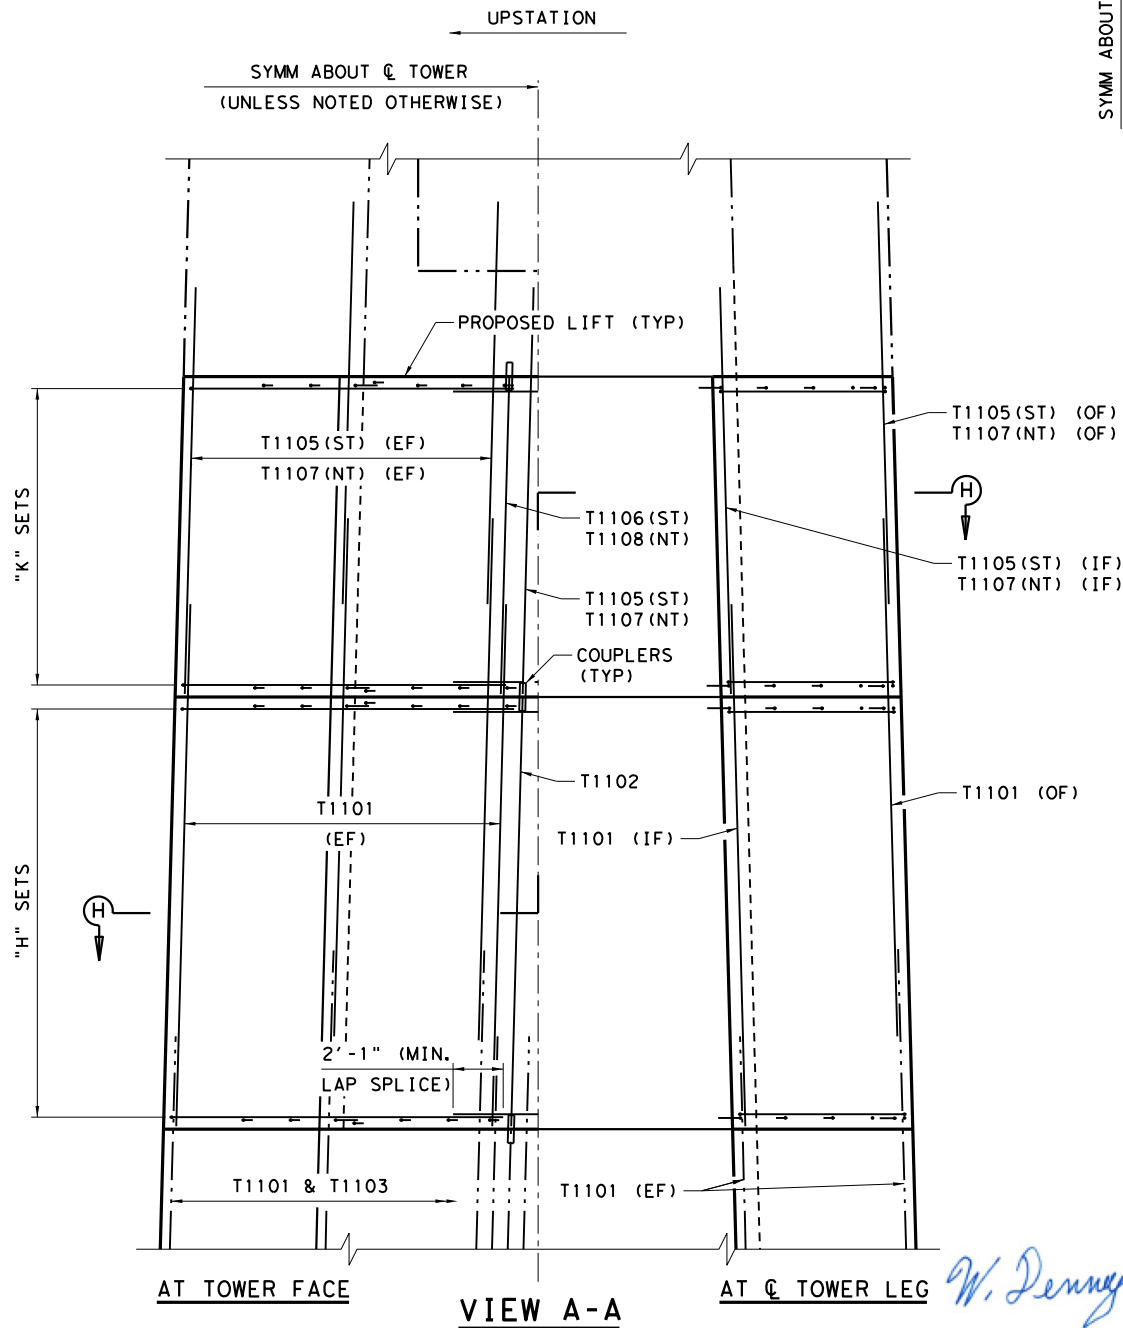 UPSTATION
SYMM ABOUT ℄ TOWER
(UNLESS NOTED OTHERWISE)
SYMM ABOUT
PROPOSED LIFT (TYP)
T1105(ST) (EF)
T1107(NT) (EF)
T1105(ST) (OF)
T1107(NT) (OF)
H
"K" SETS
T1106(ST)
T1108(NT)
T1105(ST) (IF)
T1107(NT) (IF)
T1105(ST)
T1107(NT)
COUPLERS
(TYP)
T1102
T1101 (OF)
T1101
(EF)
T1101 (IF)
"H" SETS
H
2'-1" (MIN.
LAP SPLICE)
T1101 & T1103
T1101 (EF)
AT TOWER FACE
AT ℄ TOWER LEG
VIEW A-A
W. Denney